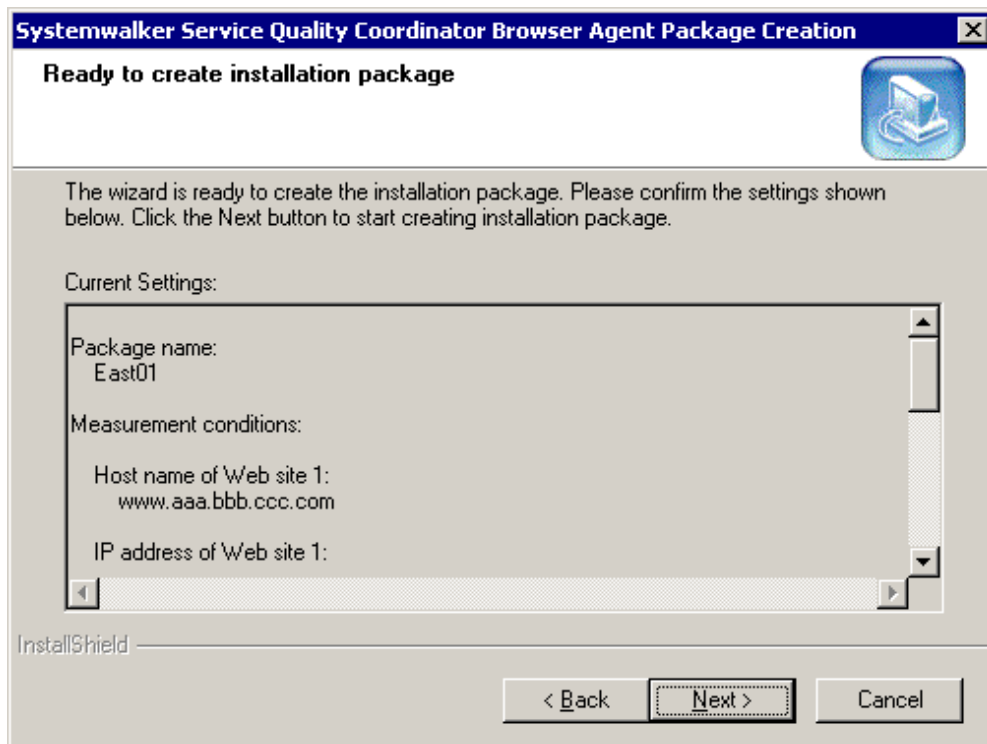 Systemwalker Service Quality Coordinator Browser Agent Package Creation
Ready to create installation package
The wizard is ready to create the installation package. Please confirm the settings shown
below. Click the Next button to start creating installation package.
Current Settings:
Package name:
East01
Measurement conditions:
Host name of Web site 1:
www.aaa.bbb.ccc.com
IP address of Web site 1:
InstallShield
< Back
Next >
Cancel